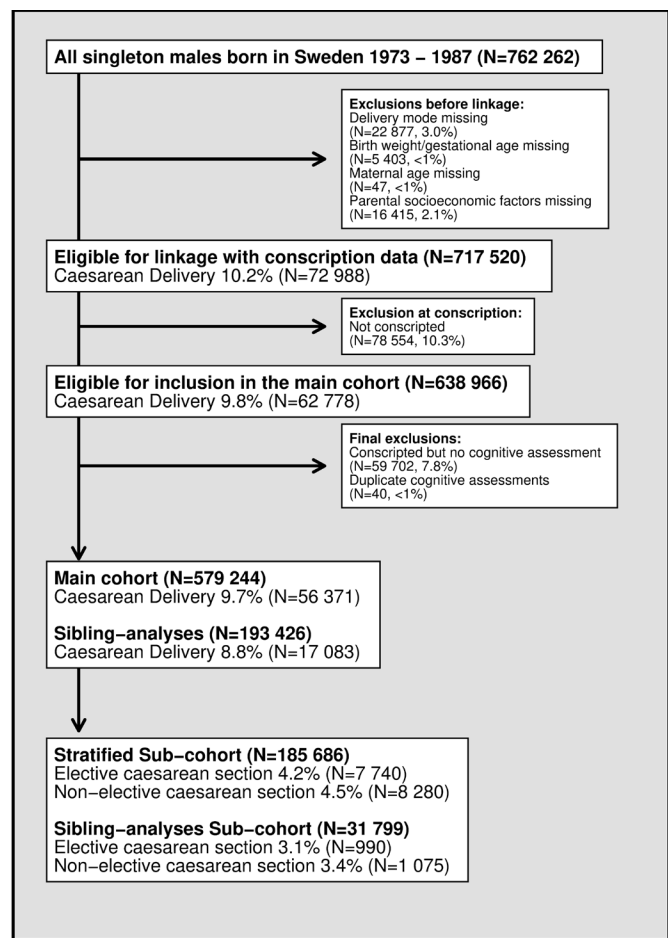 All singleton males born in Sweden 1973 − 1987 (N=762 262)
Exclusions before linkage:
Delivery mode missing
(N=22 877, 3.0%)
Birth weight/gestational age missing
(N=5 403, <1%)
Maternal age missing
(N=47, <1%)
Parental socioeconomic factors missing
(N=16 415, 2.1%)
Eligible for linkage with conscription data (N=717 520)
Caesarean Delivery 10.2% (N=72 988)
Exclusion at conscription:
Not conscripted
(N=78 554, 10.3%)
Eligible for inclusion in the main cohort (N=638 966)
Caesarean Delivery 9.8% (N=62 778)
Final exclusions:
Conscripted but no cognitive assessment
(N=59 702, 7.8%)
Duplicate cognitive assessments
(N=40, <1%)
Main cohort (N=579 244)
Caesarean Delivery 9.7% (N=56 371)
Sibling−analyses (N=193 426)
Caesarean Delivery 8.8% (N=17 083)
Stratified Sub−cohort (N=185 686)
Elective caesarean section 4.2% (N=7 740)
Non−elective caesarean section 4.5% (N=8 280)
Sibling−analyses Sub−cohort (N=31 799)
Elective caesarean section 3.1% (N=990)
Non−elective caesarean section 3.4% (N=1 075)